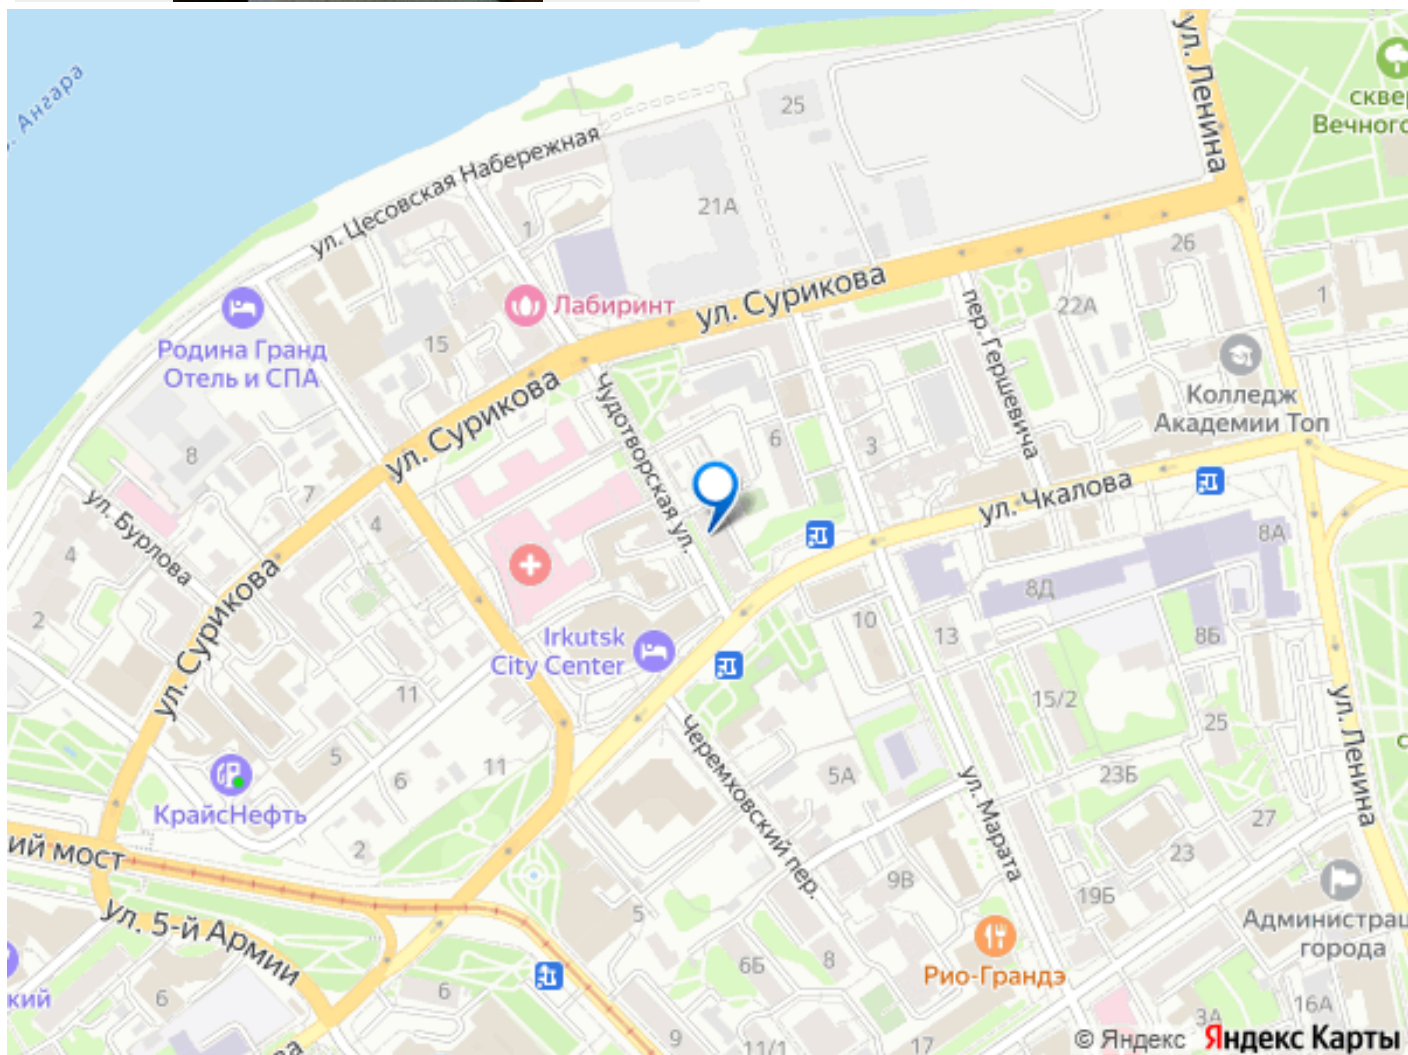 Ангара
ул. Ленина
сквер
Вечного
25
ул. Цесовская Набережная
21А
1
26
ул. Сурикова
22А
1
Лабиринт
пер. Гершевича
15
Родина Гранд
Отель и СПА
Колледж
Академии Топ
ул. Сурикова
Чудотворская ул.
6
3
8
7
ул. Чкалова
ул. Бурлова
4
4
8А
8Д
2
ул. Сурикова
10
13
8Б
Irkutsk
City Center
11
15/2
25
ул. Ленина
5
11
6
5А
23Б
КрайсНефть
Черемховский пер.
ул. Марата
27
ий мост
2
23
9В
19Б
5
ул. 5-й Армии
Администрац
города
6Б
8
Рио-Грандэ
кий
6
6
16А
3А
9
11/1
17
© Яндекс Яндекс Карты